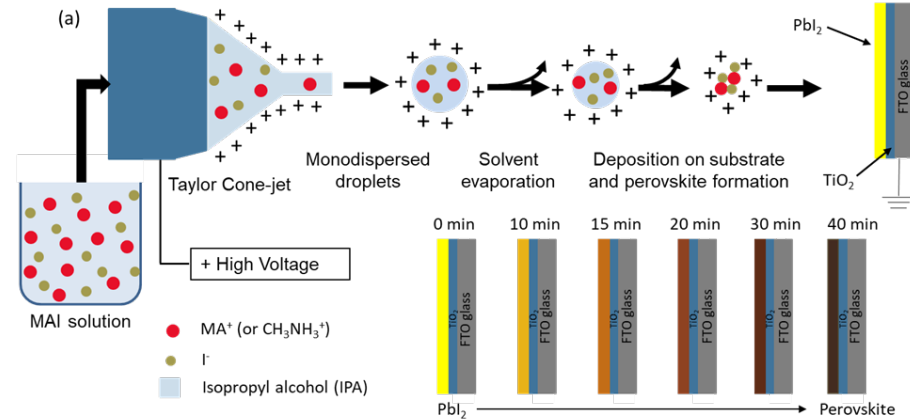 (a)
PbI₂
FTO glass
TiO₂
Taylor Cone-jet
Monodispersed
droplets
Solvent
evaporation
Deposition on substrate
and perovskite formation
+ High Voltage
MAI solution
MA⁺ (or CH₃NH₃⁺)
I⁻
Isopropyl alcohol (IPA)
0 min 10 min 15 min 20 min 30 min 40 min
TiO₂ FTO glass TiO₂ FTO glass TiO₂ FTO glass TiO₂ FTO glass TiO₂ FTO glass TiO₂ FTO glass
PbI₂ Perovskite